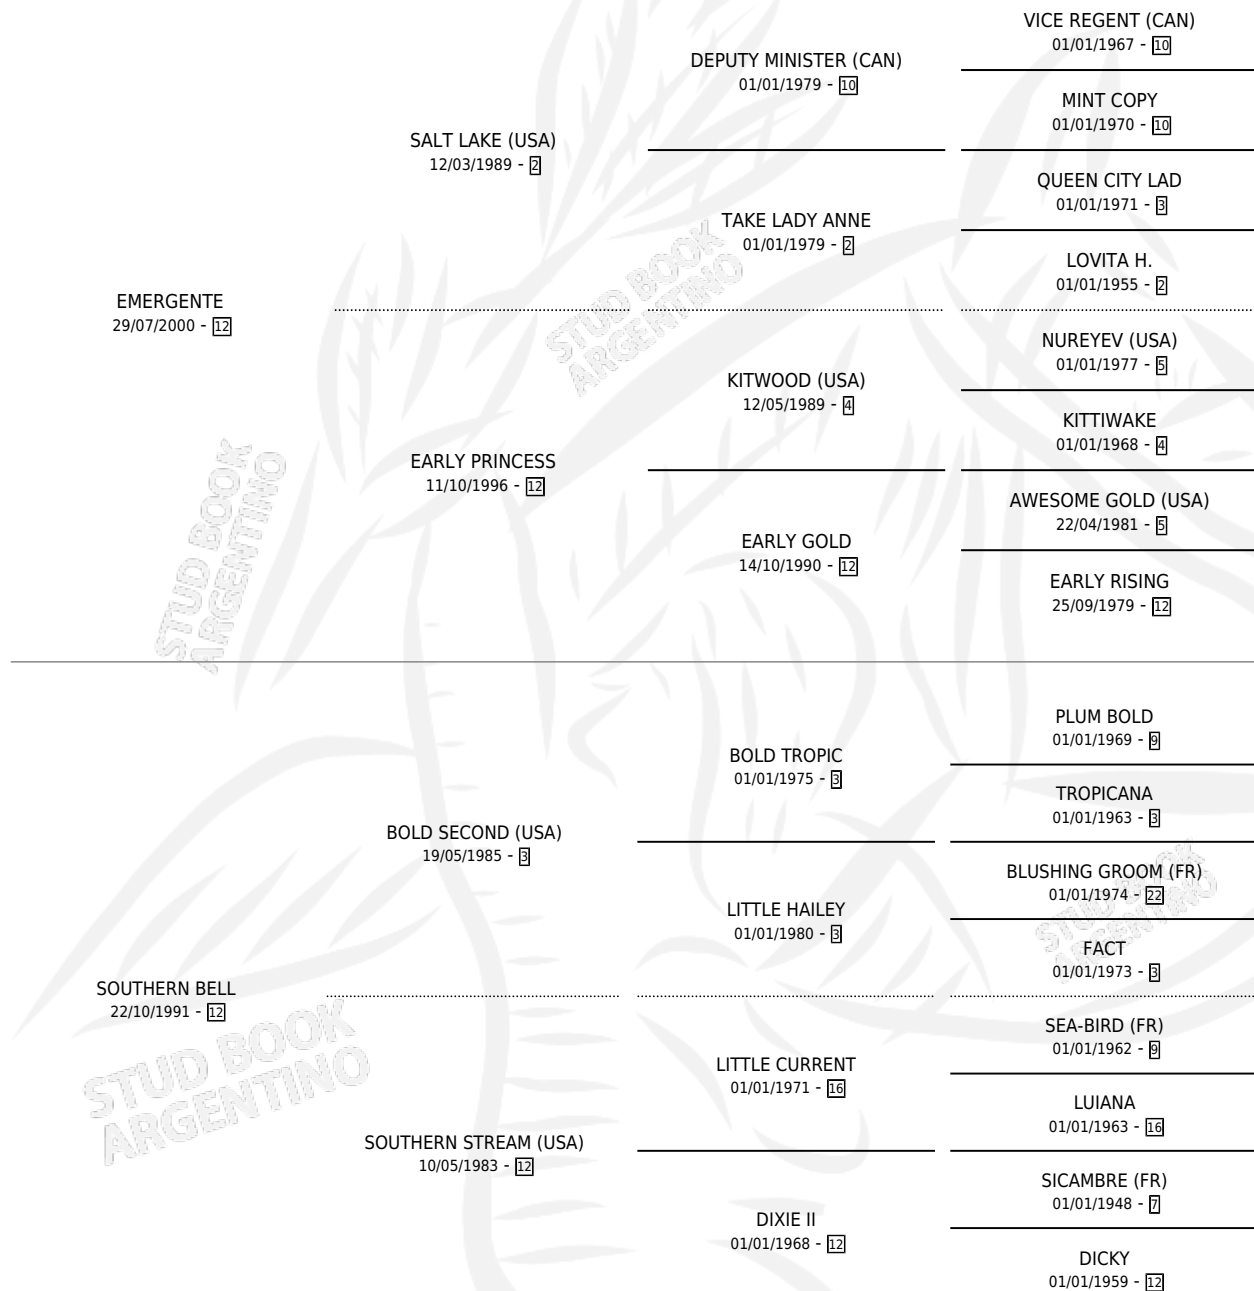 VICE REGENT (CAN)
01/01/1967 - 10
DEPUTY MINISTER (CAN)
01/01/1979 - 10
MINT COPY
01/01/1970 - 10
SALT LAKE (USA)
12/03/1989 - 2
QUEEN CITY LAD
01/01/1971 - 3
TAKE LADY ANNE
01/01/1979 - 2
LOVITA H.
01/01/1955 - 2
EMERGENTE
29/07/2000 - 12
NUREYEV (USA)
01/01/1977 - 5
KITWOOD (USA)
12/05/1989 - 4
KITTIWAKE
01/01/1968 - 4
EARLY PRINCESS
11/10/1996 - 12
AWESOME GOLD (USA)
22/04/1981 - 5
EARLY GOLD
14/10/1990 - 12
EARLY RISING
25/09/1979 - 12
PLUM BOLD
01/01/1969 - 9
BOLD TROPIC
01/01/1975 - 3
TROPICANA
01/01/1963 - 3
BOLD SECOND (USA)
19/05/1985 - 3
BLUSHING GROOM (FR)
01/01/1974 - 22
LITTLE HAILEY
01/01/1980 - 3
FACT
01/01/1973 - 3
SOUTHERN BELL
22/10/1991 - 12
SEA-BIRD (FR)
01/01/1962 - 9
LITTLE CURRENT
01/01/1971 - 16
LUIANA
01/01/1963 - 16
SOUTHERN STREAM (USA)
10/05/1983 - 12
SICAMBRE (FR)
01/01/1948 - 7
DIXIE II
01/01/1968 - 12
DICKY
01/01/1959 - 12
STUD BOOK
ARGENTINO
STUD BOOK
ARGENTINO
STUD BOOK
ARGENTINO
STUD BOOK
ARGENTINO